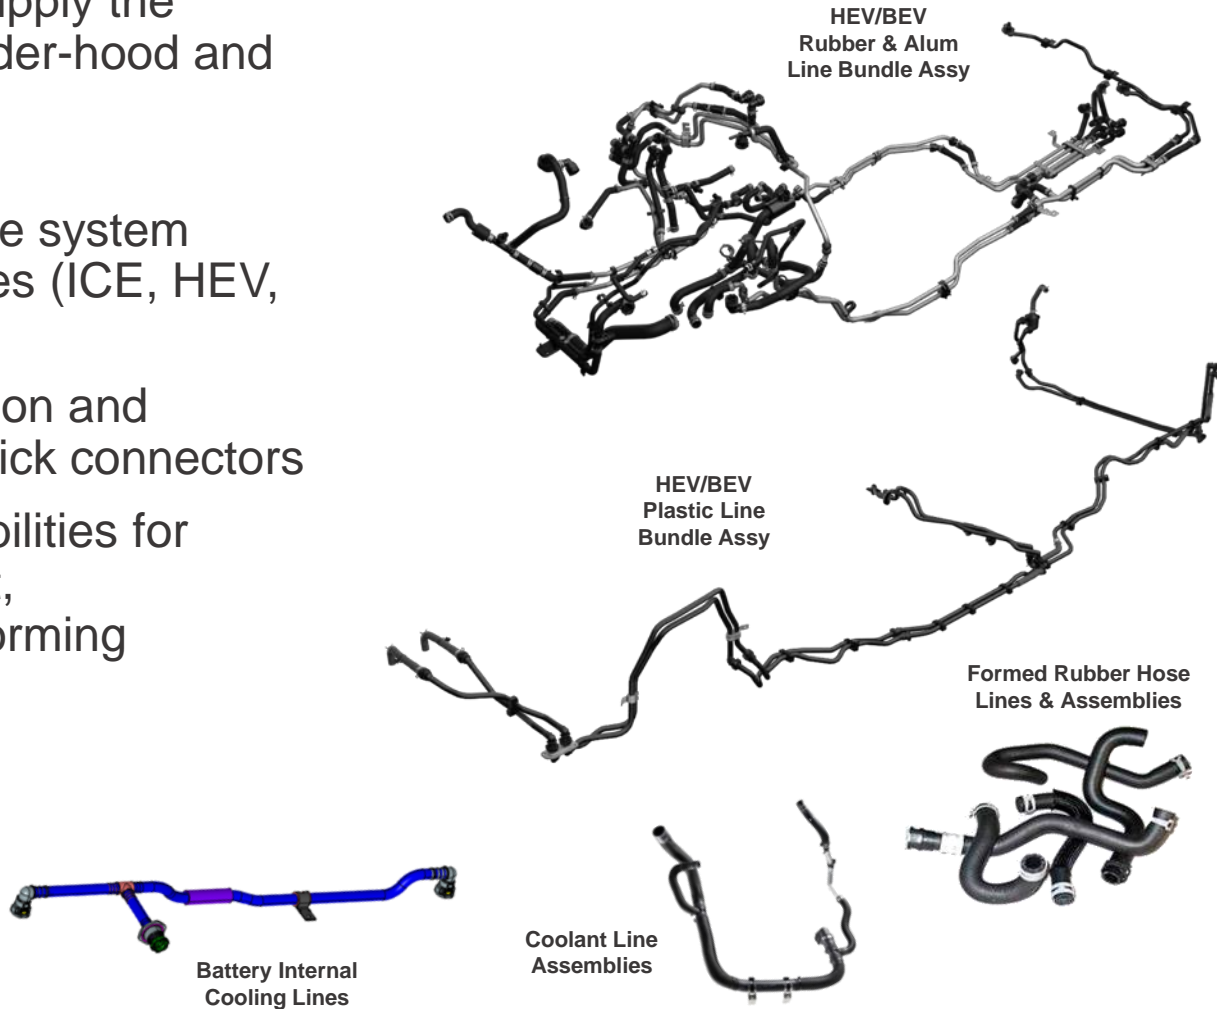 pply the
der-hood and
e system
es (ICE, HEV,
on and
ick connectors
bilities for
t,
orming
HEV/BEV
Rubber & Alum
Line Bundle Assy
HEV/BEV
Plastic Line
Bundle Assy
Formed Rubber Hose
Lines & Assemblies
Coolant Line
Assemblies
Battery Internal
Cooling Lines